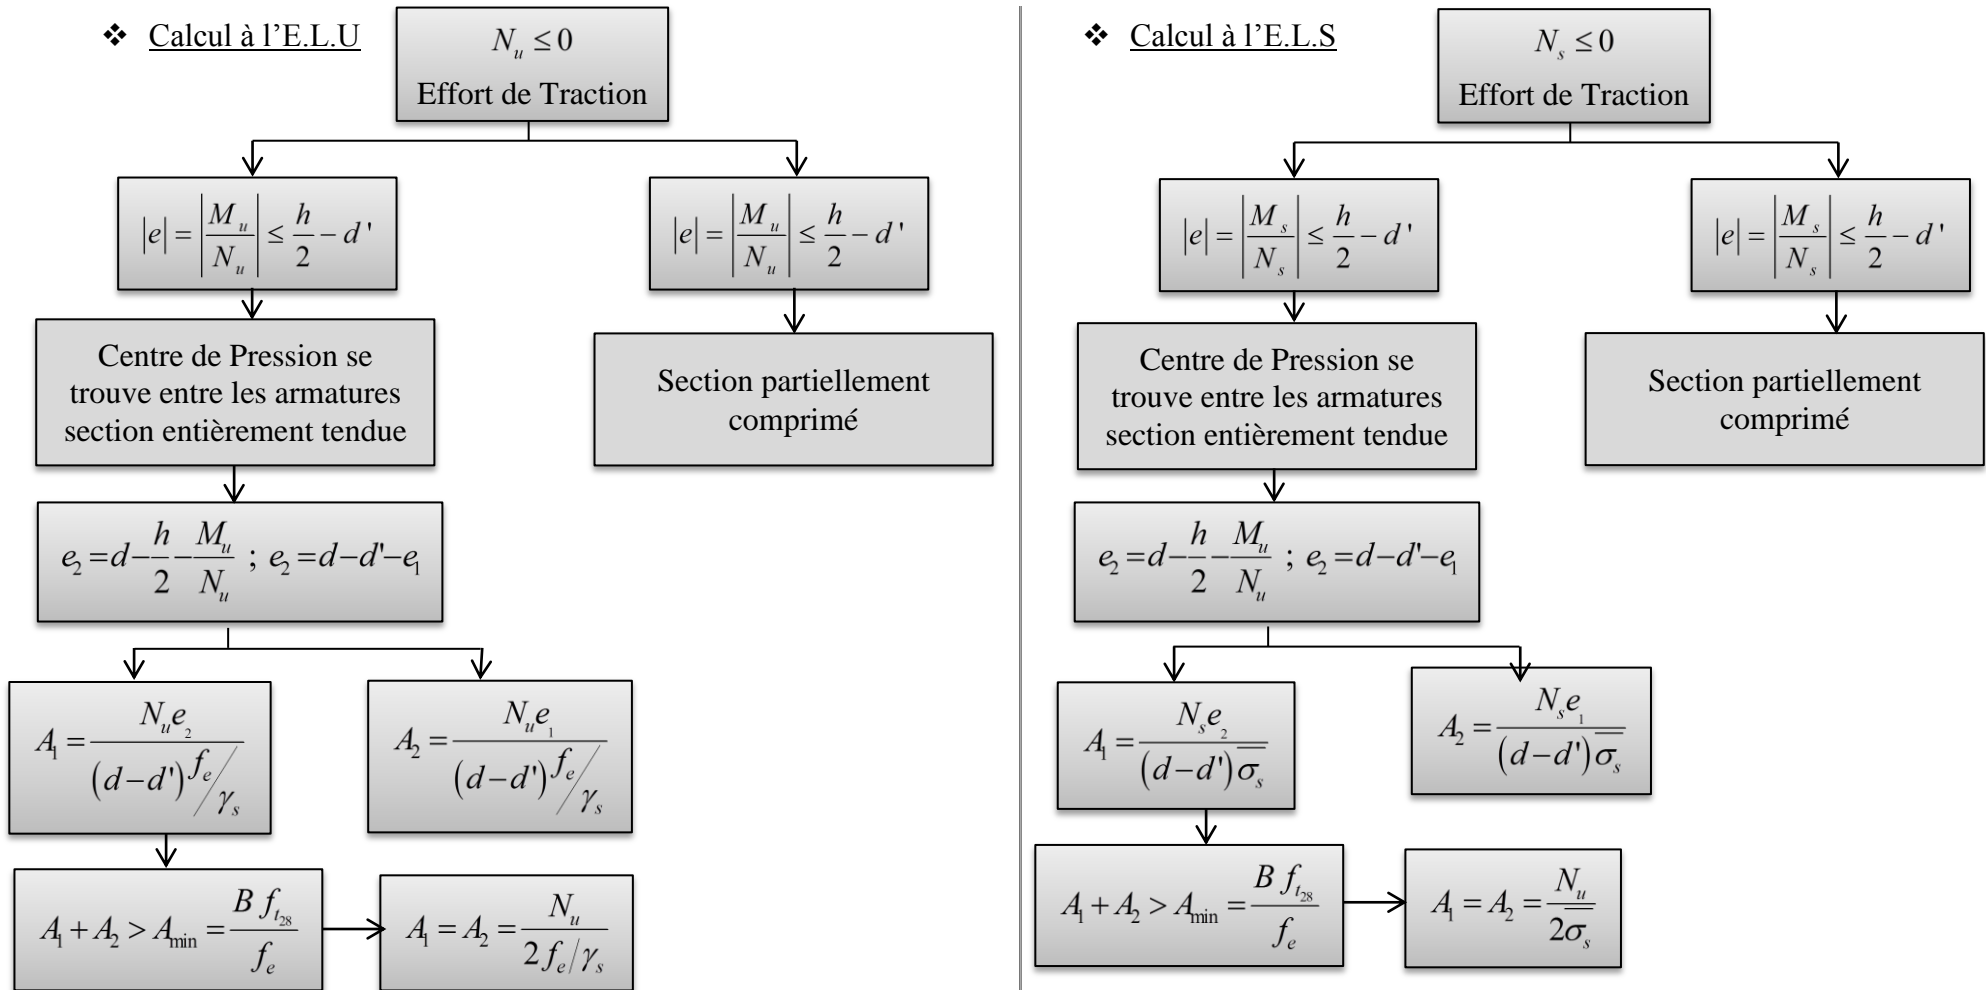 ❖ Calcul à l’E.L.U
N_u ≤ 0
Effort de Traction
|e| = |M_u / N_u| ≤ h/2 − d '
|e| = |M_u / N_u| ≤ h/2 − d '
Centre de Pression se
trouve entre les armatures
section entièrement tendue
Section partiellement
comprimé
e_2 = d − h/2 − M_u/N_u ; e_2 = d − d' − e_1
A_1 = N_u e_2 / ((d − d') f_e/γ_s)
A_2 = N_u e_1 / ((d − d') f_e/γ_s)
A_1 + A_2 > A_min = B f_t28 / f_e
A_1 = A_2 = N_u / (2 f_e/γ_s)
❖ Calcul à l’E.L.S
N_s ≤ 0
Effort de Traction
|e| = |M_s / N_s| ≤ h/2 − d '
|e| = |M_s / N_s| ≤ h/2 − d '
Centre de Pression se
trouve entre les armatures
section entièrement tendue
Section partiellement
comprimé
e_2 = d − h/2 − M_u/N_u ; e_2 = d − d' − e_1
A_1 = N_s e_2 / ((d − d') σ̅_s)
A_2 = N_s e_1 / ((d − d') σ̅_s)
A_1 + A_2 > A_min = B f_t28 / f_e
A_1 = A_2 = N_u / (2 σ̅_s)